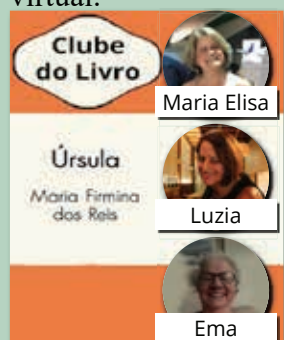 virtual.
Clube
do Livro
Maria Elisa
Úrsula
Maria Firmina
dos Reis
Luzia
Ema